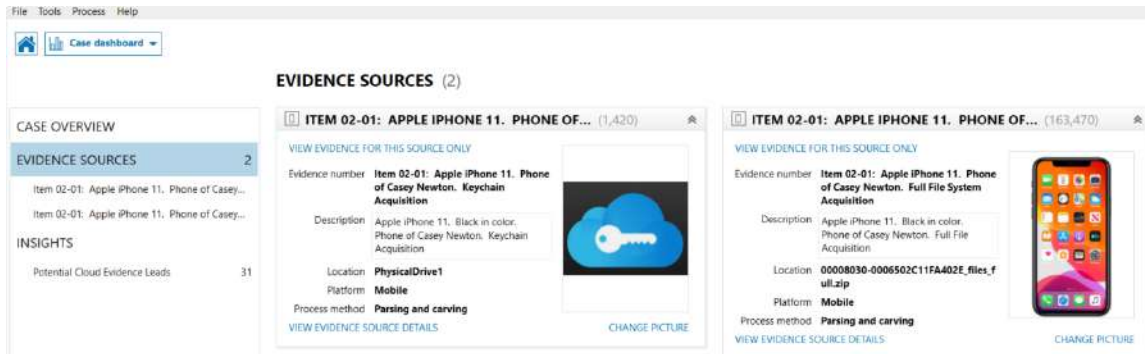 File Tools Process Help
Case dashboard
EVIDENCE SOURCES (2)
CASE OVERVIEW
EVIDENCE SOURCES 2
Item 02-01: Apple iPhone 11. Phone of Casey...
Item 02-01: Apple iPhone 11. Phone of Casey...
INSIGHTS
Potential Cloud Evidence Leads 31
ITEM 02-01: APPLE IPHONE 11. PHONE OF... (1,420)
VIEW EVIDENCE FOR THIS SOURCE ONLY
Evidence number Item 02-01: Apple iPhone 11. Phone
of Casey Newton. Keychain
Acquisition
Description Apple iPhone 11. Black in color.
Phone of Casey Newton. Keychain
Acquisition
Location PhysicalDrive1
Platform Mobile
Process method Parsing and carving
VIEW EVIDENCE SOURCE DETAILS CHANGE PICTURE
ITEM 02-01: APPLE IPHONE 11. PHONE OF... (163,470)
VIEW EVIDENCE FOR THIS SOURCE ONLY
Evidence number Item 02-01: Apple iPhone 11. Phone
of Casey Newton. Full File System
Acquisition
Description Apple iPhone 11. Black in color.
Phone of Casey Newton. Full File
Acquisition
Location 00008030-0006502C11FA402E_files_f
ull.zip
Platform Mobile
Process method Parsing and carving
VIEW EVIDENCE SOURCE DETAILS CHANGE PICTURE